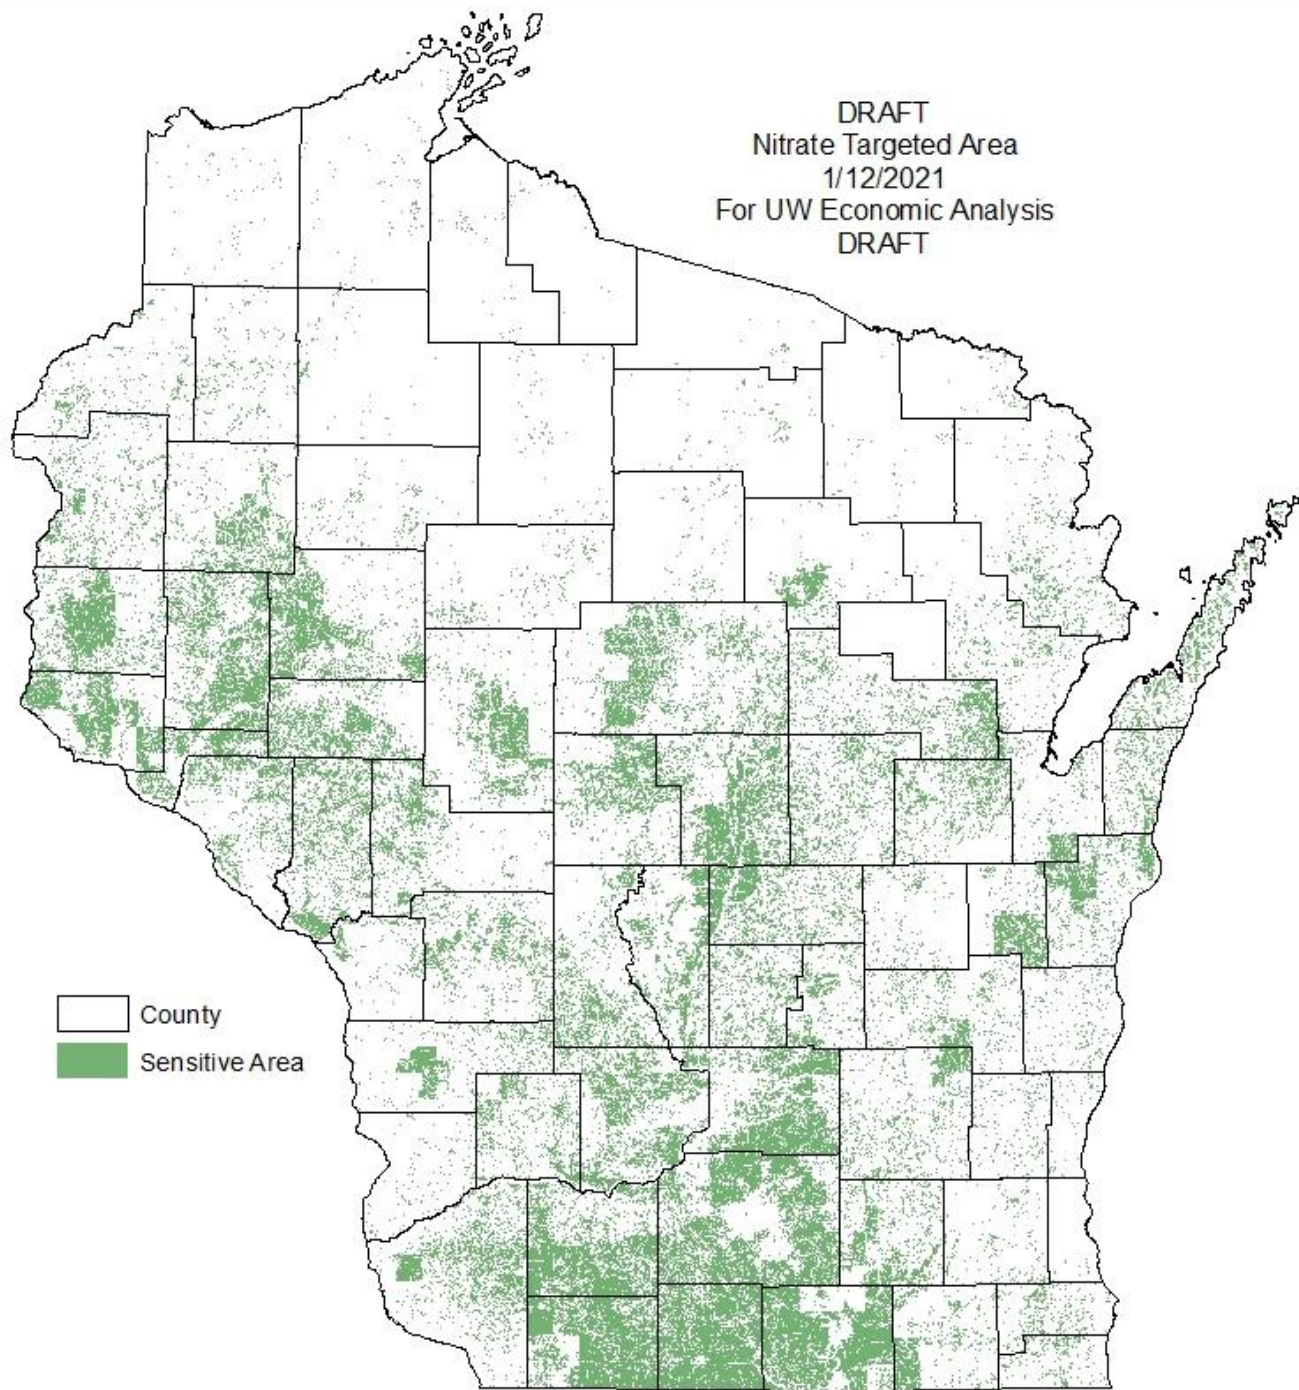 DRAFT
Nitrate Targeted Area
1/12/2021
For UW Economic Analysis
DRAFT
County
Sensitive Area